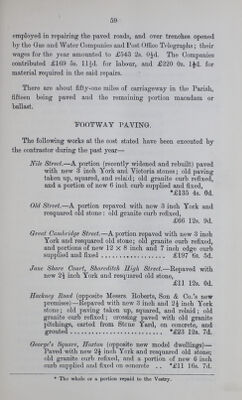 59
employed in repairing the paved roads, and over trenches opened
by the Gas and Water Companies and Post Office Telegraphs; their
wages for the year amounted to £543 2s. 0½d. The Companies
contributed £169 5s. 11½d. for labour, and £220 0s. 1½d. for
material required in the said repairs.
There are about fifty-one miles of carriageway in the Parish,
fifteen being paved and the remaining portion macadam or
ballast.
FOOTWAY PAVING.
The following works at the cost stated have been executed by
the contractor during the past year—
Nile Street.—A portion (recently widened and rebuilt) paved
with new 3 inch York and Victoria stones; old paving
taken up, squared, and relaid; old granite curb refixed,
and a portion of new 6 inch curb supplied and fixed,
*£135 4s. 6d.
Old Street.—A portion repaved with new 3 inch York and
resquared old stone: old granite curb refixed,
£66 12s. 9d.
Great Cambridge Street.—A portion repaved with new 3 inch
York and resquared old stone; old granite curb refixed,
and portions of new 12 × 8 inch and 7 inch edge curb
supplied and fixed .................. £197 6s. 5d.
Jane Shore Court, Shoreditch High Street.—Repaved with
new 2½ inch York and resquared old stone,
£11 12s. 0d.
Hackney Road (opposite Messrs. Roberts, Son & Co.'s new
premises)—Repaved with new 3 inch and 2½ inch York
stone; old paving taken up, squared, and relaid; old
granite curb refixed; crossing paved with old granite
pitchings, carted from Stone Yard, on concrete, and
grouted ........................ *£23 12s. 7d.
George's Square, Hoxton (opposite new model dwellings)—
Paved with new 2½ inch York and resquared old stone;
old granite curb refixed, and a portion of new 6 inch
curb supplied and fixed on concrete .. *£11 16s. 7d.
* The whole or a portion repaid to the Vestry.